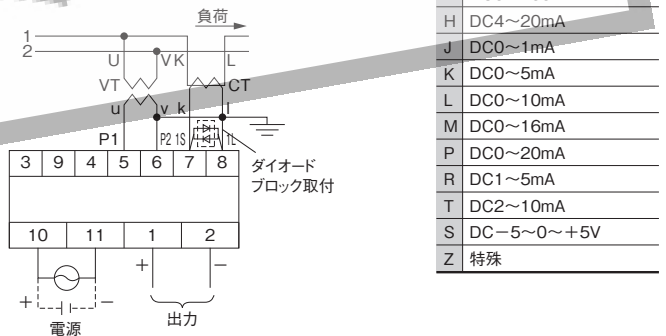 負荷
1
2
U V K L
VT CT
u v k l
P1 P2 1S 1L
3 9 4 5 6 7 8
ダイオード
ブロック取付
10 11 1 2
+ −
+ −
電源
出力
H DC4～20mA
J DC0～1mA
K DC0～5mA
L DC0～10mA
M DC0～16mA
P DC0～20mA
R DC1～5mA
T DC2～10mA
S DC−5～0～+5V
Z 特殊